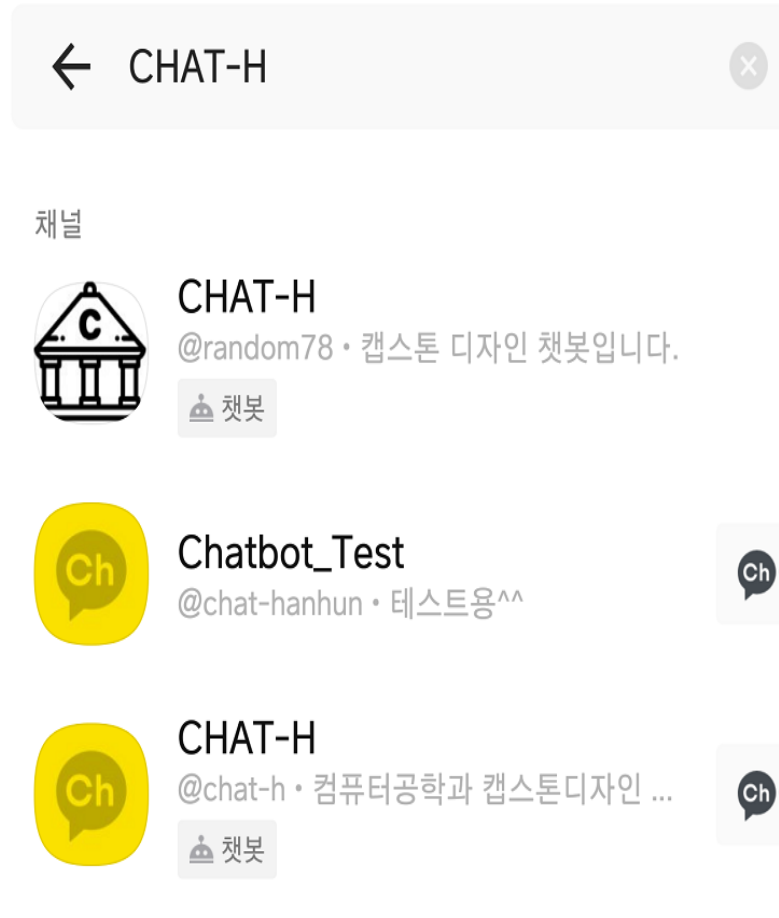 CHAT-H
채널
C
CHAT-H
@random78 • 캡스톤 디자인 챗봇입니다.
챗봇
Ch
Chatbot_Test
@chat-hanhun • 테스트용^^
Ch
Ch
CHAT-H
@chat-h • 컴퓨터공학과 캡스톤디자인 ...
챗봇
Ch